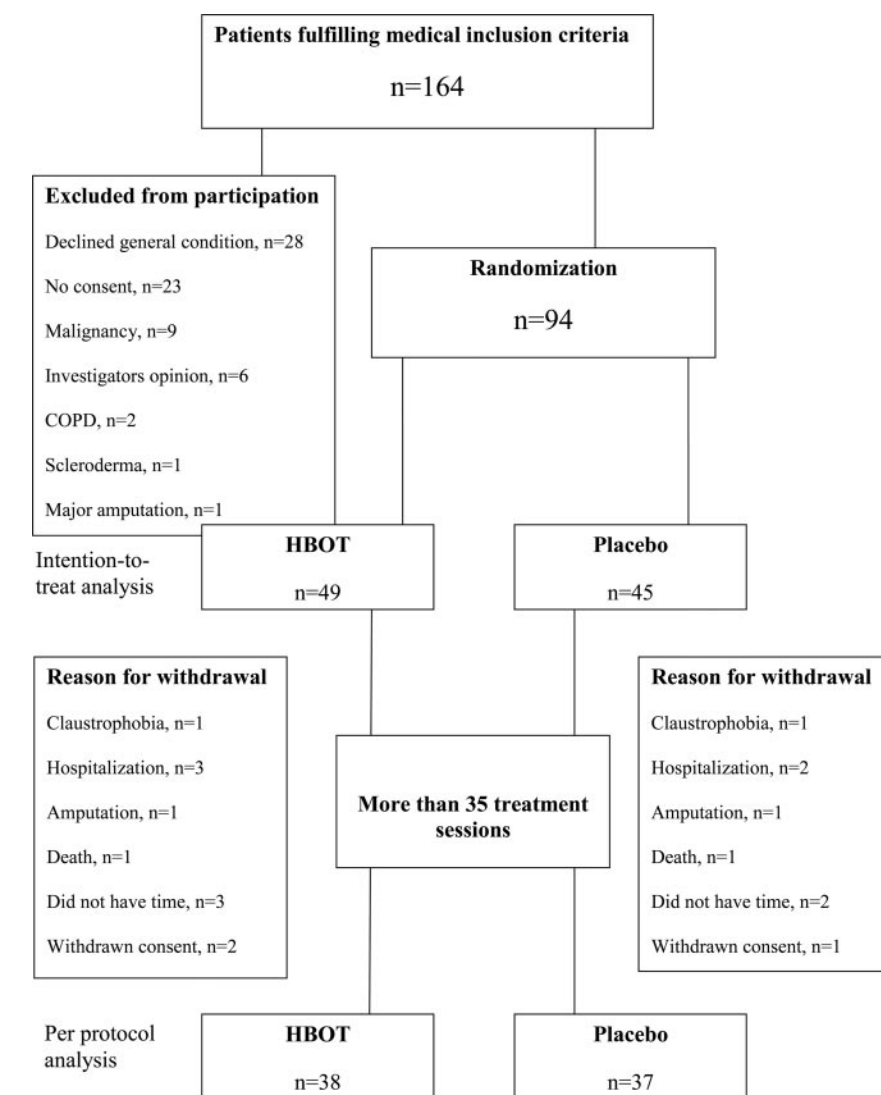 Patients fulfilling medical inclusion criteria
n=164
Excluded from participation
Declined general condition, n=28
No consent, n=23
Malignancy, n=9
Investigators opinion, n=6
COPD, n=2
Scleroderma, n=1
Major amputation, n=1
Randomization
n=94
Intention-to-
treat analysis
HBOT
n=49
Placebo
n=45
Reason for withdrawal
Claustrophobia, n=1
Hospitalization, n=3
Amputation, n=1
Death, n=1
Did not have time, n=3
Withdrawn consent, n=2
More than 35 treatment
sessions
Reason for withdrawal
Claustrophobia, n=1
Hospitalization, n=2
Amputation, n=1
Death, n=1
Did not have time, n=2
Withdrawn consent, n=1
Per protocol
analysis
HBOT
n=38
Placebo
n=37